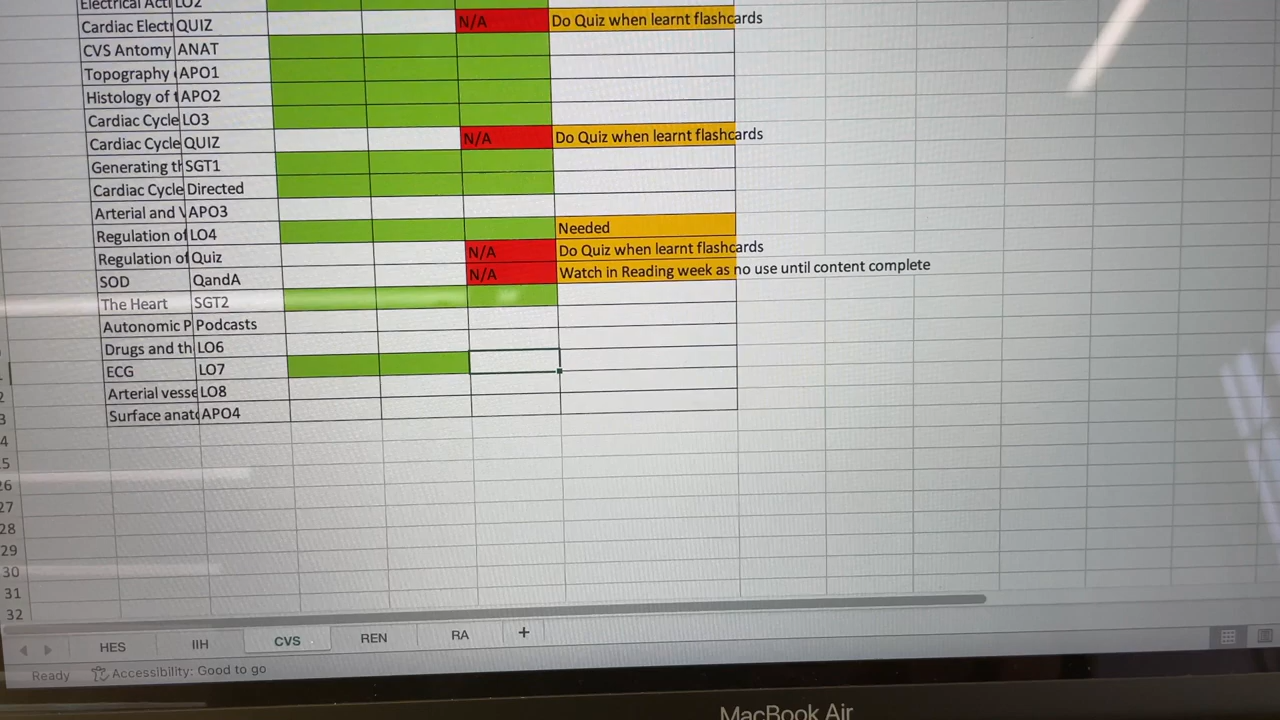 Electrical Acti LO2
Cardiac Electr QUIZ N/A Do Quiz when learnt flashcards
CVS Antomy ANAT
Topography APO1
Histology of t APO2
Cardiac Cycle LO3
Cardiac Cycle QUIZ N/A Do Quiz when learnt flashcards
Generating th SGT1
Cardiac Cycle Directed
Arterial and V APO3
Regulation of LO4 Needed
Regulation of Quiz N/A Do Quiz when learnt flashcards
SOD QandA N/A Watch in Reading week as no use until content complete
The Heart SGT2
Autonomic P Podcasts
Drugs and th LO6
ECG LO7
2 Arterial vesse LO8
3 Surface anato APO4
4
5
26
27
28
29
30
31
32
HES IIH CVS REN RA +
Ready Accessibility: Good to go
MacBook Air